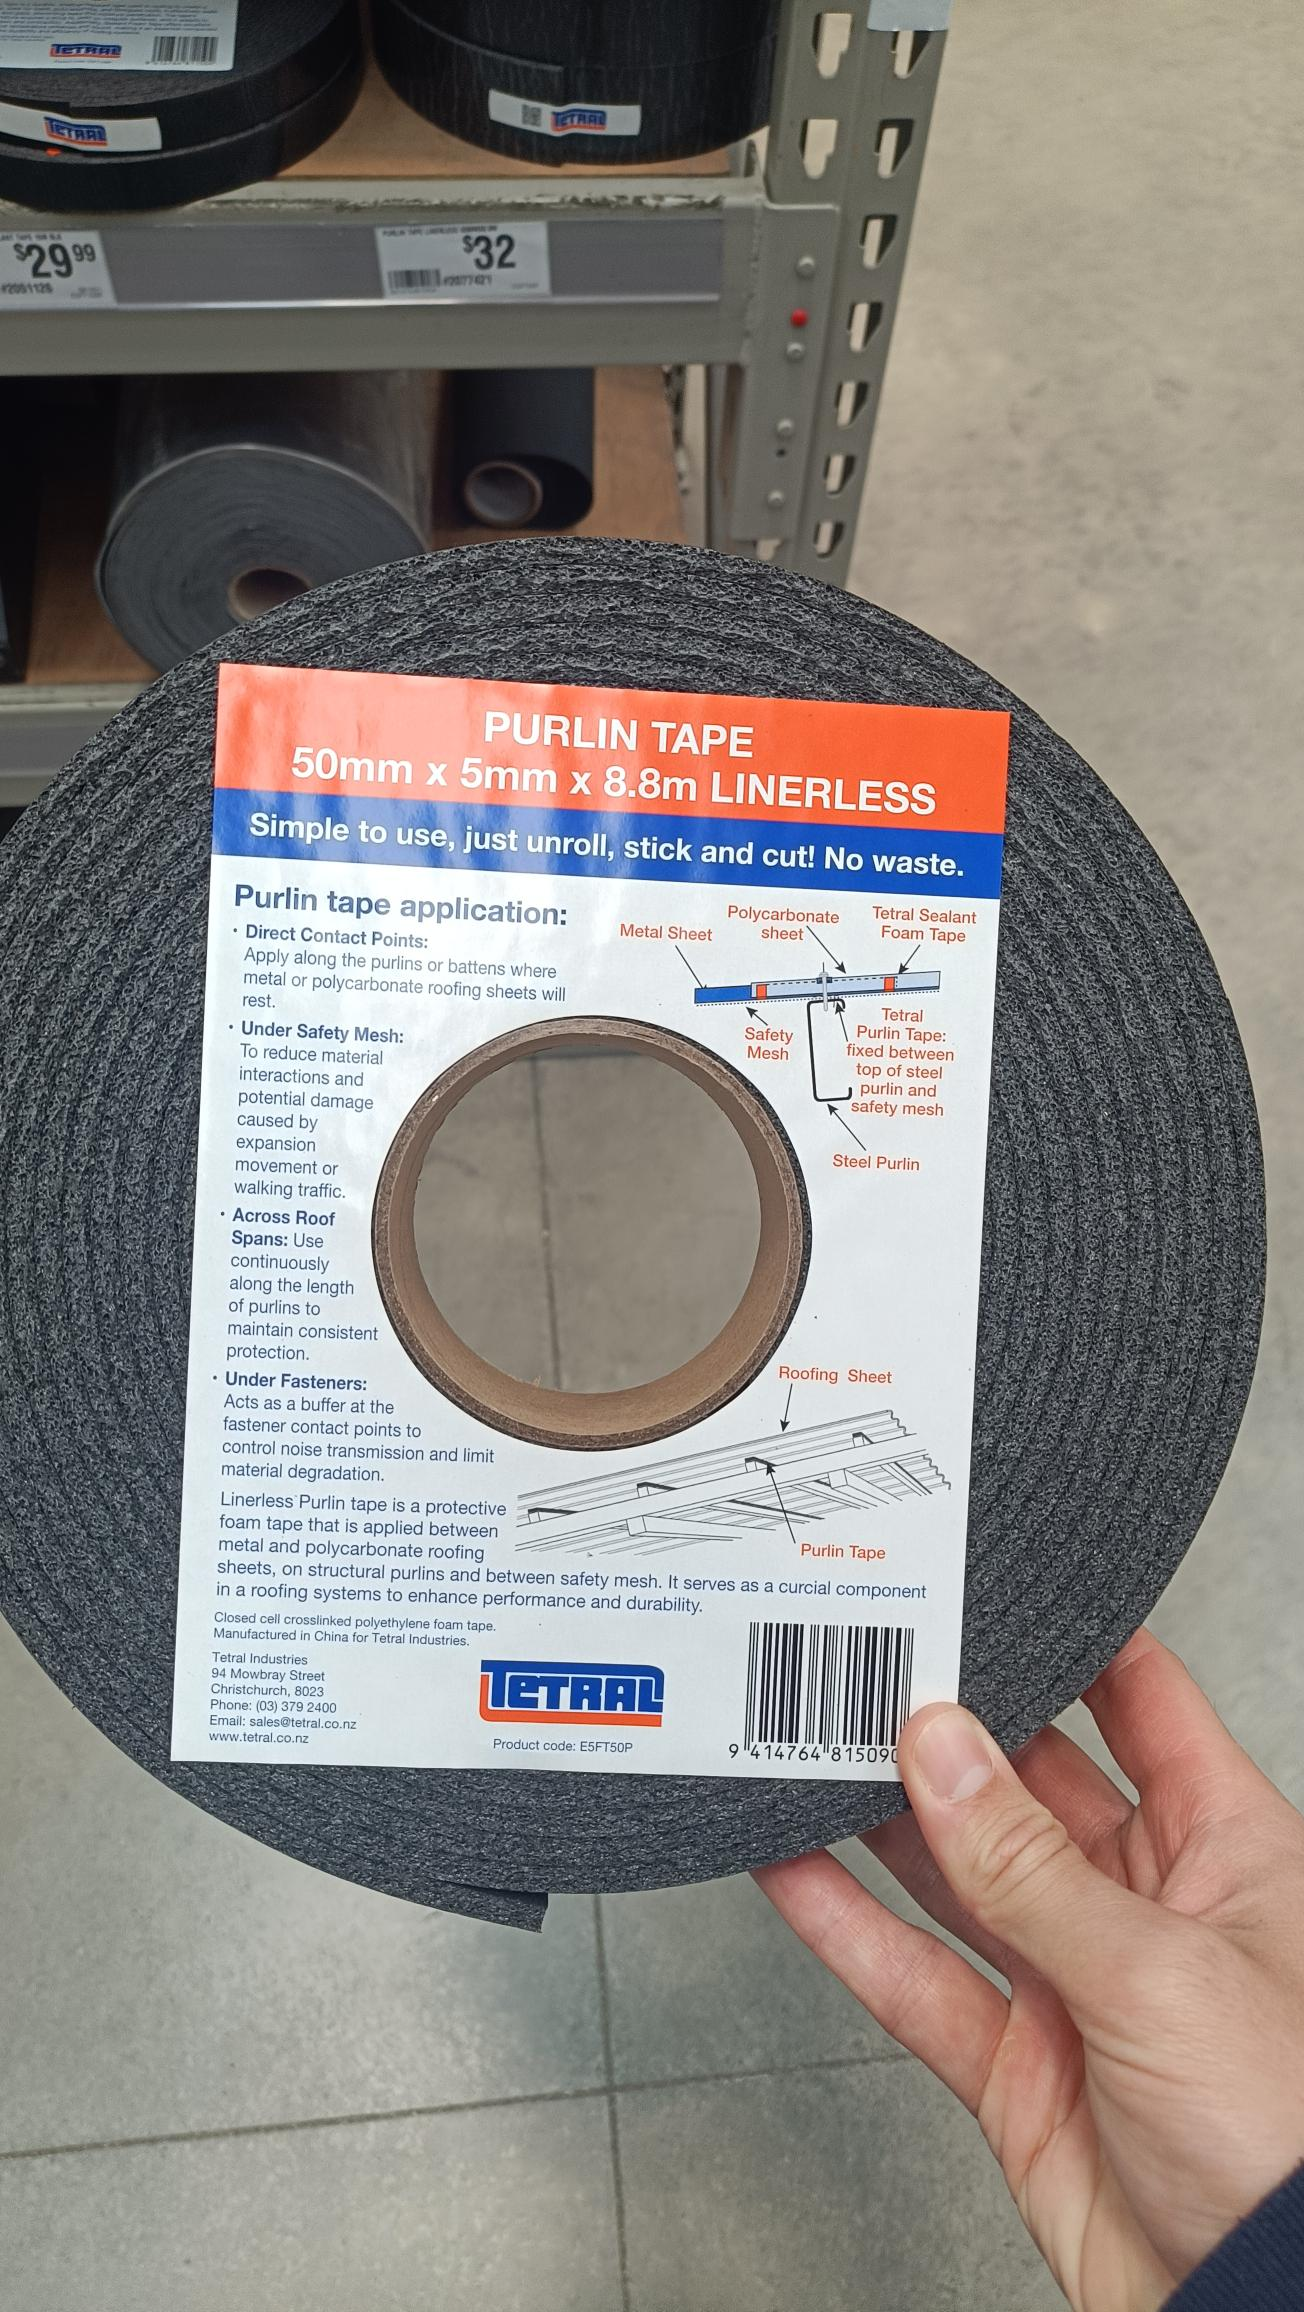 TETRAL
TETRAL
TETRAL
$29.99
#2051126
PURLIN TAPE LINERLESS
$32
#2077421
PURLIN TAPE
50mm x 5mm x 8.8m LINERLESS
Simple to use, just unroll, stick and cut! No waste.
Purlin tape application:
• Direct Contact Points:
Apply along the purlins or battens where
metal or polycarbonate roofing sheets will
rest.
• Under Safety Mesh:
To reduce material
interactions and
potential damage
caused by
expansion
movement or
walking traffic.
• Across Roof
Spans: Use
continuously
along the length
of purlins to
maintain consistent
protection.
• Under Fasteners:
Acts as a buffer at the
fastener contact points to
control noise transmission and limit
material degradation.
Metal Sheet
Polycarbonate
sheet
Tetral Sealant
Foam Tape
Safety
Mesh
Tetral
Purlin Tape:
fixed between
top of steel
purlin and
safety mesh
Steel Purlin
Roofing Sheet
Purlin Tape
Linerless Purlin tape is a protective
foam tape that is applied between
metal and polycarbonate roofing
sheets, on structural purlins and between safety mesh. It serves as a curcial component
in a roofing systems to enhance performance and durability.
Closed cell crosslinked polyethylene foam tape.
Manufactured in China for Tetral Industries.
Tetral Industries
94 Mowbray Street
Christchurch, 8023
Phone: (03) 379 2400
Email: sales@tetral.co.nz
www.tetral.co.nz
TETRAL
Product code: E5FT50P
9 414764 815090